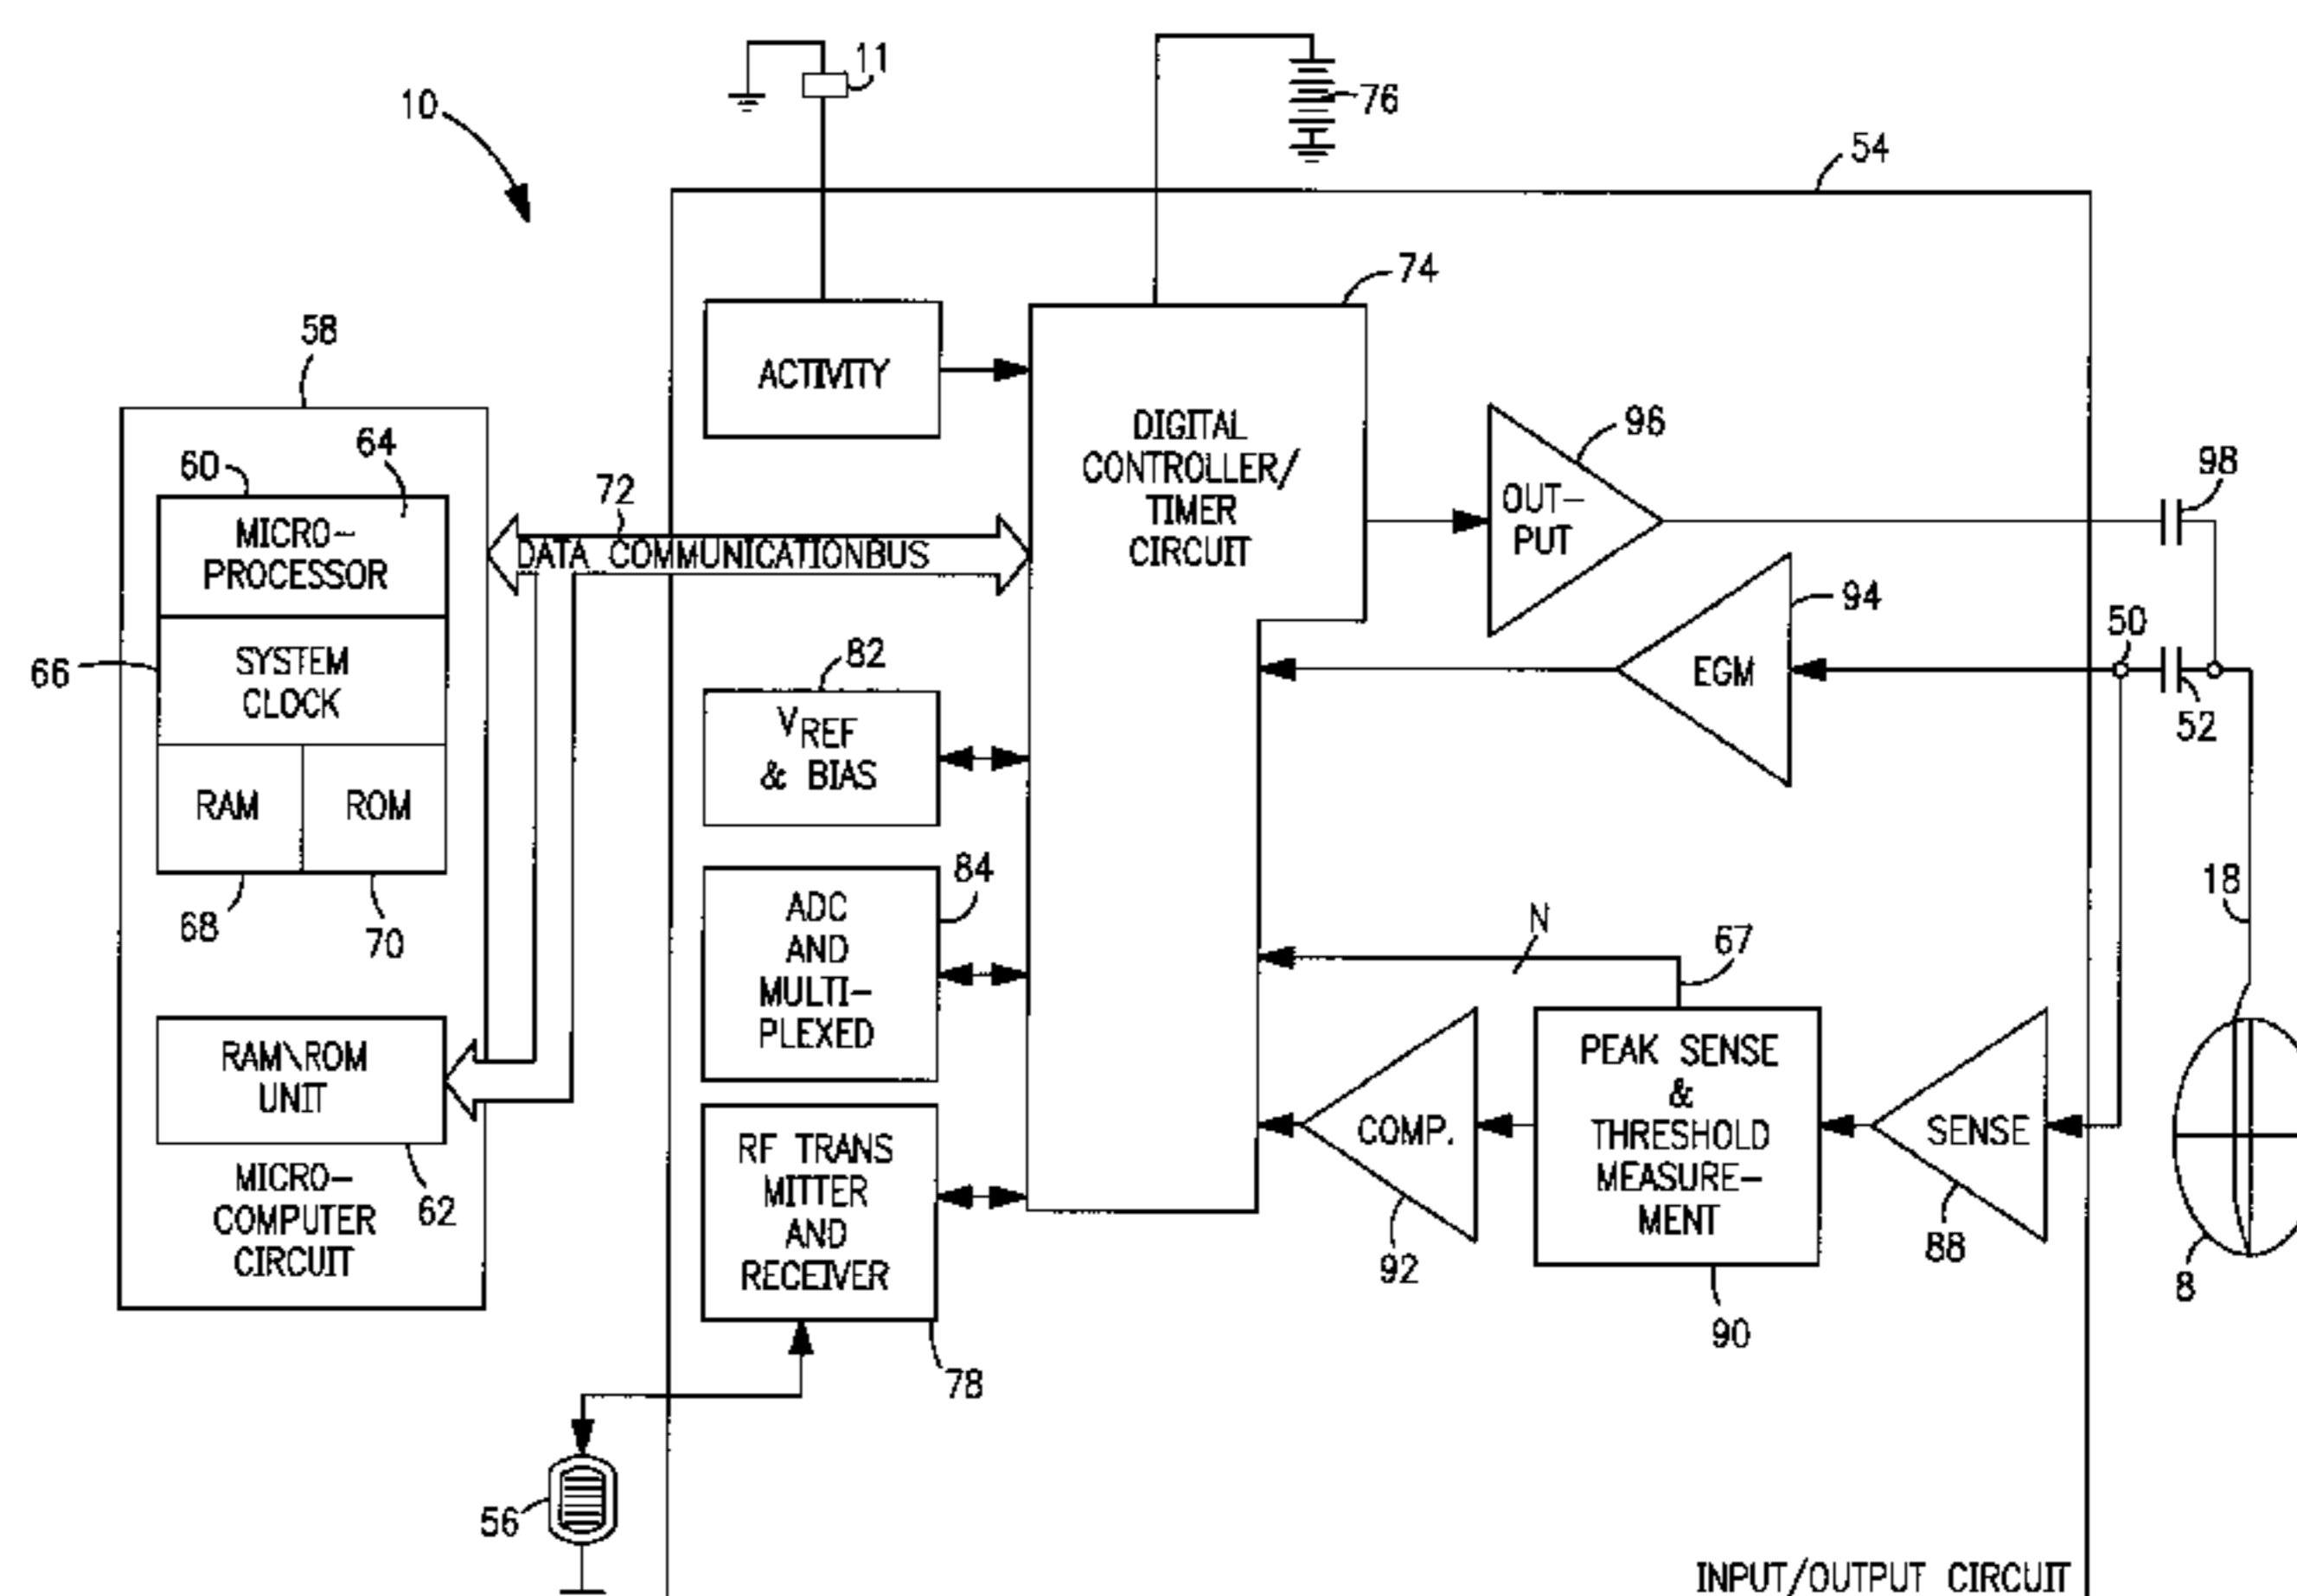 11
76
10
54
74
58
ACTIVITY
64
60
96
DIGITAL
CONTROLLER/
TIMER
CIRCUIT
98
72
OUT-
PUT
MICRO-
PROCESSOR
DATA COMMUNICATIONBUS
94
50
66
SYSTEM
CLOCK
82
EGM
52
VREF
& BIAS
RAM
ROM
84
18
68
70
ADC
AND
MULTI-
PLEXED
N
67
RAM\ROM
UNIT
PEAK SENSE
&
THRESHOLD
MEASURE-
MENT
COMP.
SENSE
RF TRANS
MITTER
AND
RECEIVER
MICRO-
COMPUTER
CIRCUIT
62
92
88
8
90
78
56
INPUT/OUTPUT CIRCUIT